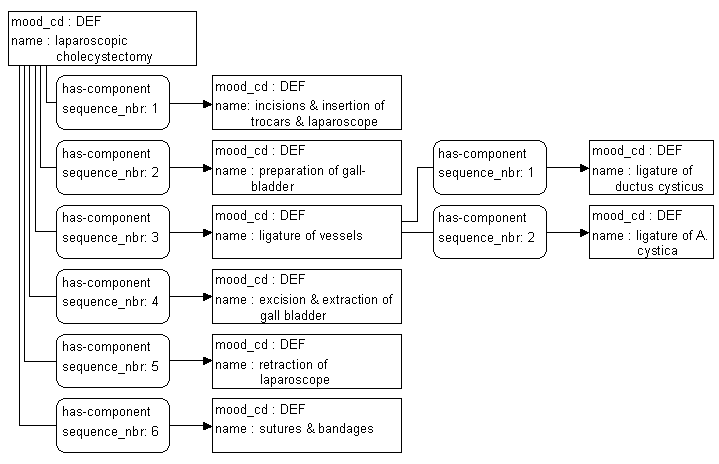 mood_cd : DEF
name : laparoscopic
cholecystectomy
has-component
sequence_nbr: 1
mood_cd : DEF
name: incisions & insertion of
trocars & laparoscope
has-component
sequence_nbr: 2
mood_cd : DEF
name : preparation of gall-
bladder
has-component
sequence_nbr: 1
mood_cd : DEF
name : ligature of
ductus cysticus
has-component
sequence_nbr: 3
mood_cd : DEF
name : ligature of vessels
has-component
sequence_nbr: 2
mood_cd : DEF
name : ligature of A.
cystica
has-component
sequence_nbr: 4
mood_cd : DEF
name : excision & extraction of
gall bladder
has-component
sequence_nbr: 5
mood_cd : DEF
name : retraction of
laparoscope
has-component
sequence_nbr: 6
mood_cd : DEF
name : sutures & bandages